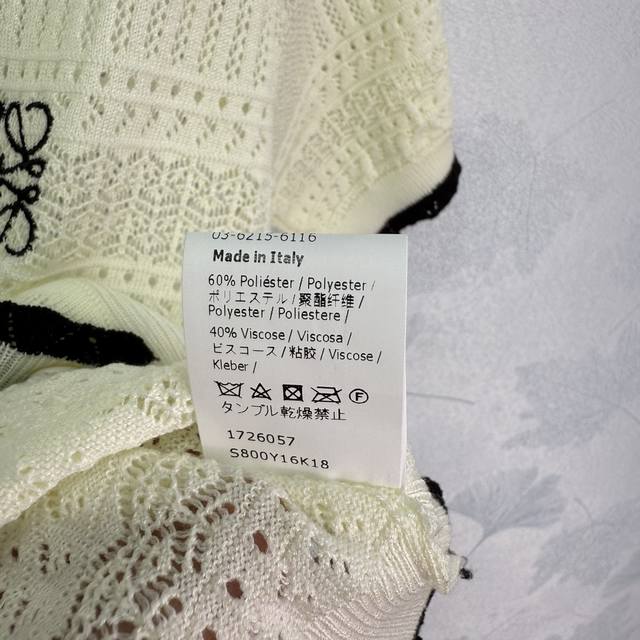 03-6215-6116
Made in Italy
60% Poliéster / Polyester /
ポリエステル / 聚酯纤维 /
Polyester / Poliestere /
40% Viscose / Viscosa /
ビスコース / 粘胶 / Viscose /
Kleber /
タンブル乾燥禁止
1726057
S800Y16K18